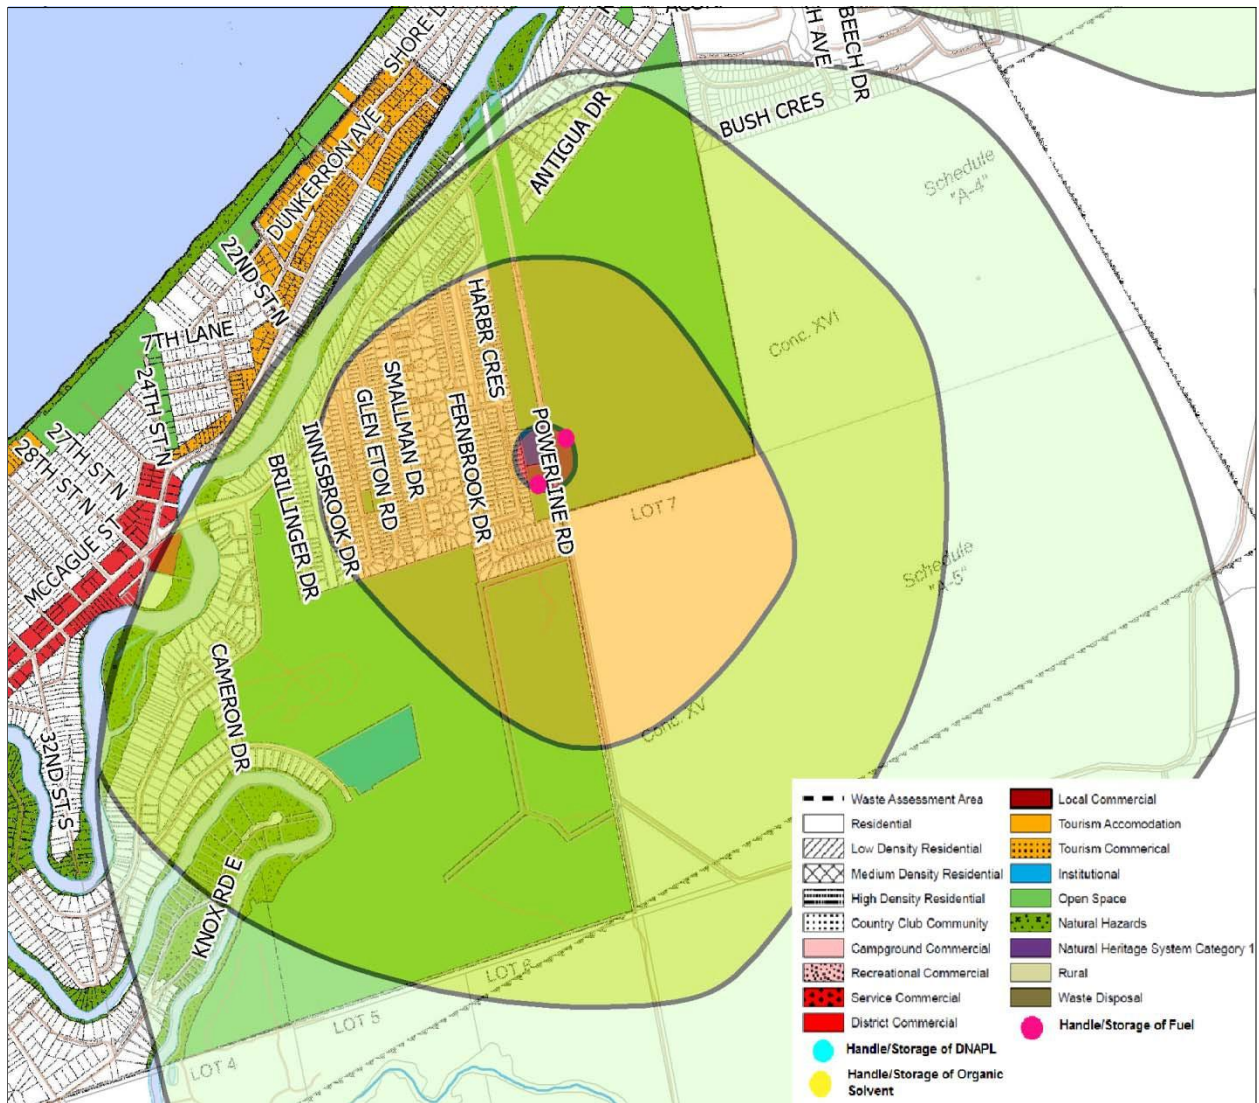 SHORE
BEECH DR
ANTIGUA DR
BUSH CRES
DUNKERRON AVE
Schedule
"A-4"
22ND ST N
7TH LANE
24TH ST N
27TH ST N
28TH ST N
MCCAGUE ST
HARBR CRES
SMALLMAN DR
GLEN ETON RD
FERNBROOK DR
INNISBROOK DR
BRILINGER DR
POWERLINE RD
Conc. XVI
LOT 7
Schedule
"A-5"
CAMERON DR
32ND ST S
Conc. XV
KNOX RD E
LOT 6
LOT 5
LOT 4
Waste Assessment Area
Residential
Low Density Residential
Medium Density Residential
High Density Residential
Country Club Community
Campground Commercial
Recreational Commercial
Service Commercial
District Commercial
Handle/Storage of DNAPL
Handle/Storage of Organic
Solvent
Local Commercial
Tourism Accomodation
Tourism Commerical
Institutional
Open Space
Natural Hazards
Natural Heritage System Category 1
Rural
Waste Disposal
Handle/Storage of Fuel